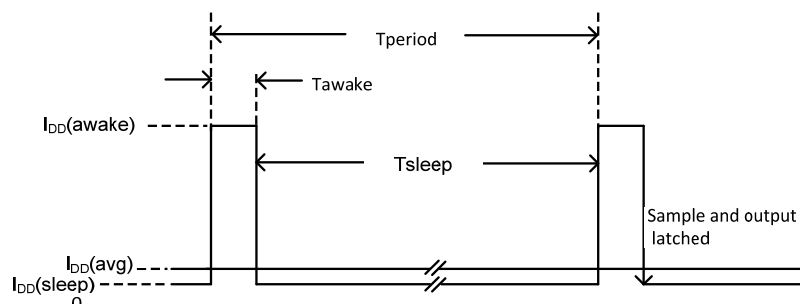 Tperiod
Tawake
IDD(awake)
Tsleep
Sample and output
latched
IDD(avg)
IDD(sleep)
0